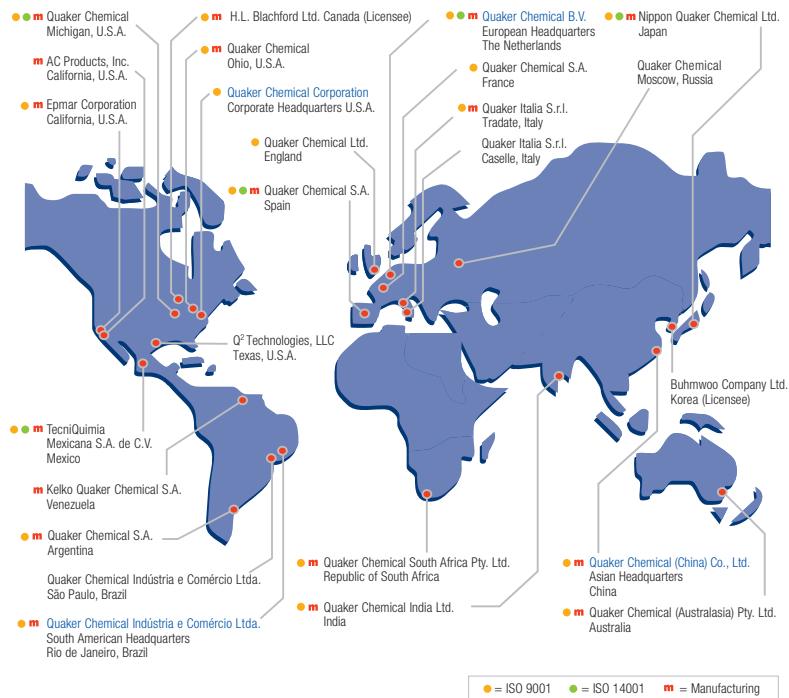 Quaker Chemical
Michigan, U.S.A.
m AC Products, Inc.
California, U.S.A.
m Epmar Corporation
California, U.S.A.
m H.L. Blachford Ltd. Canada (Licensee)
m Quaker Chemical
Ohio, U.S.A.
Quaker Chemical Corporation
Corporate Headquarters U.S.A.
Quaker Chemical Ltd.
England
m Quaker Chemical S.A.
Spain
m Quaker Chemical B.V.
European Headquarters
The Netherlands
Quaker Chemical S.A.
France
m Quaker Italia S.r.l.
Tradate, Italy
Quaker Italia S.r.l.
Caselle, Italy
m Nippon Quaker Chemical Ltd.
Japan
Quaker Chemical
Moscow, Russia
Q2 Technologies, LLC
Texas, U.S.A.
Buhmwoo Company Ltd.
Korea (Licensee)
m TecniQuimia
Mexicana S.A. de C.V.
Mexico
m Kelko Quaker Chemical S.A.
Venezuela
m Quaker Chemical S.A.
Argentina
Quaker Chemical Indústria e Comércio Ltda.
São Paulo, Brazil
m Quaker Chemical Indústria e Comércio Ltda.
South American Headquarters
Rio de Janeiro, Brazil
m Quaker Chemical South Africa Pty. Ltd.
Republic of South Africa
m Quaker Chemical India Ltd.
India
m Quaker Chemical (China) Co., Ltd.
Asian Headquarters
China
m Quaker Chemical (Australasia) Pty. Ltd.
Australia
= ISO 9001 = ISO 14001 m = Manufacturing